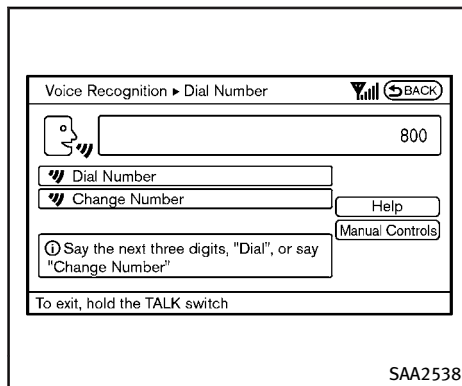 Voice Recognition ▸ Dial Number
BACK
800
Dial Number
Change Number
Help
Manual Controls
Say the next three digits, "Dial", or say
"Change Number"
To exit, hold the TALK switch
SAA2538